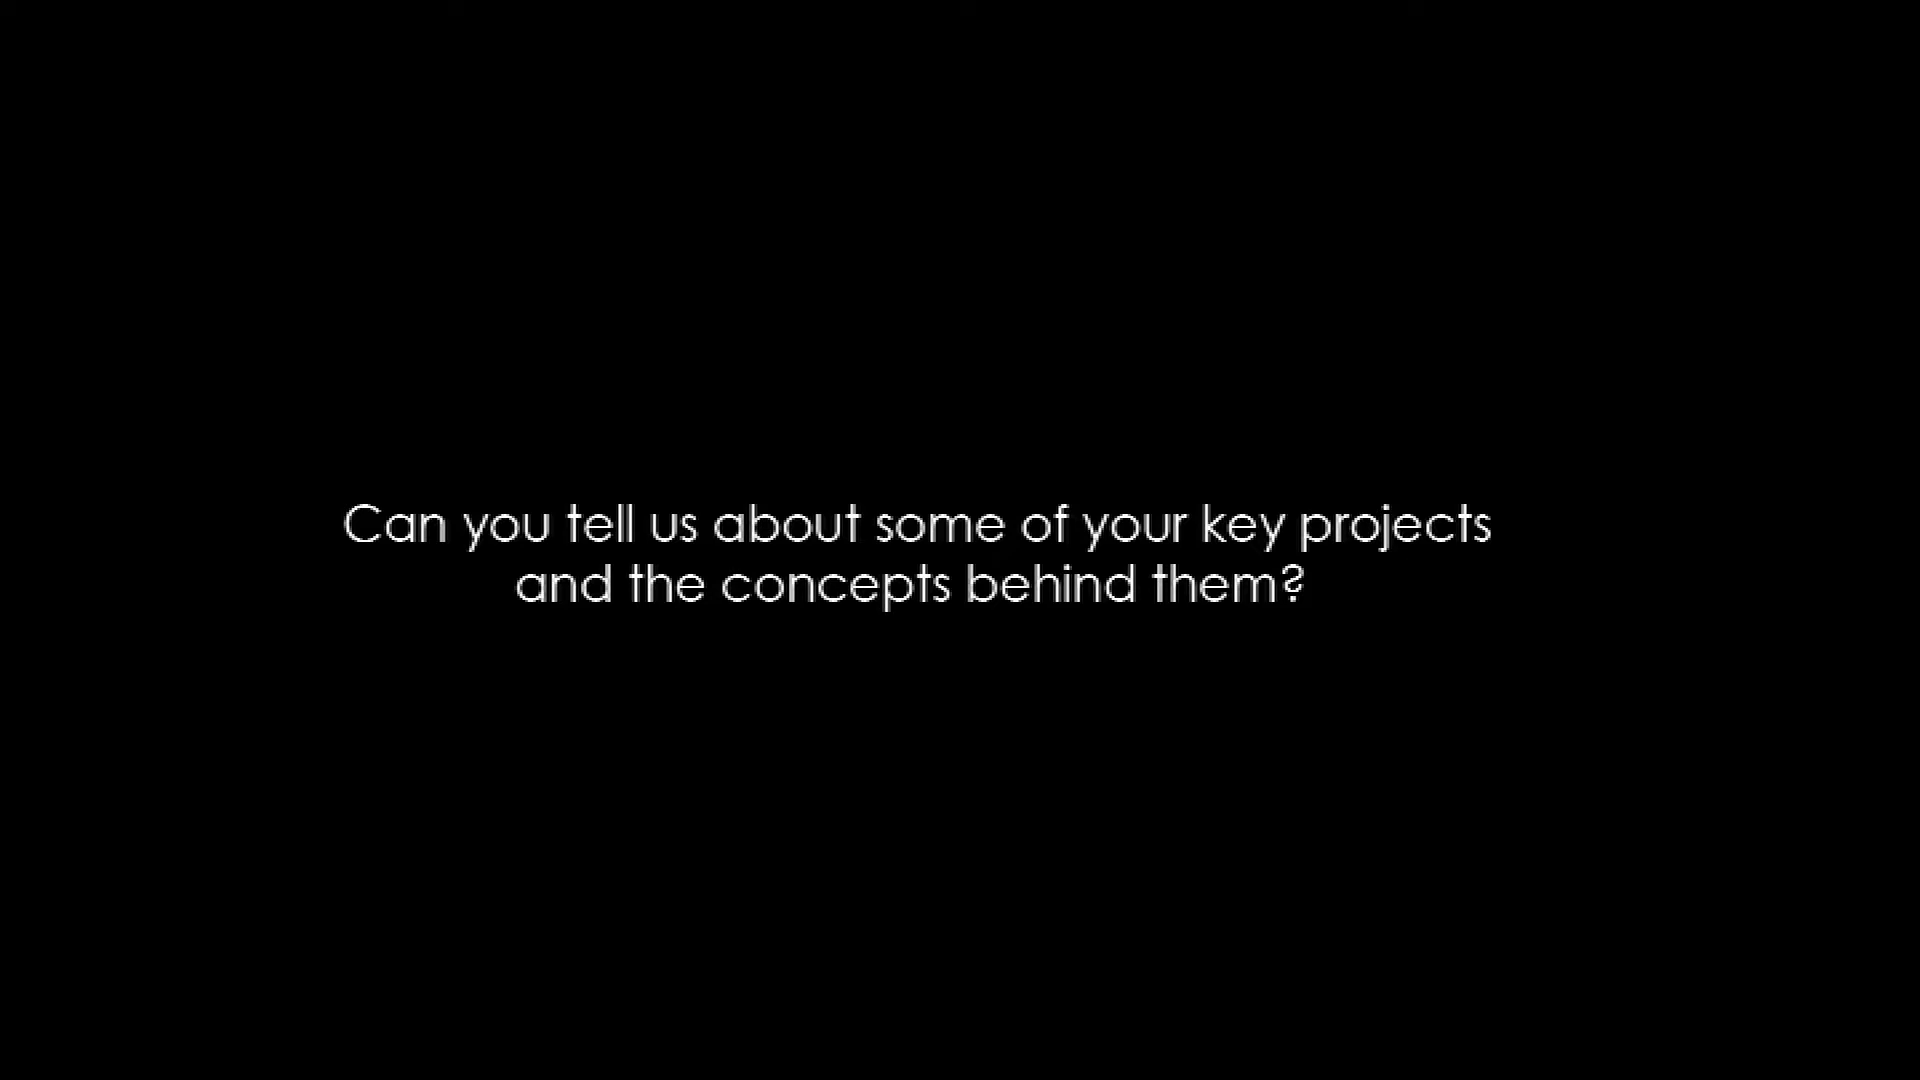 Can you tell us about some of your key projects
and the concepts behind them?